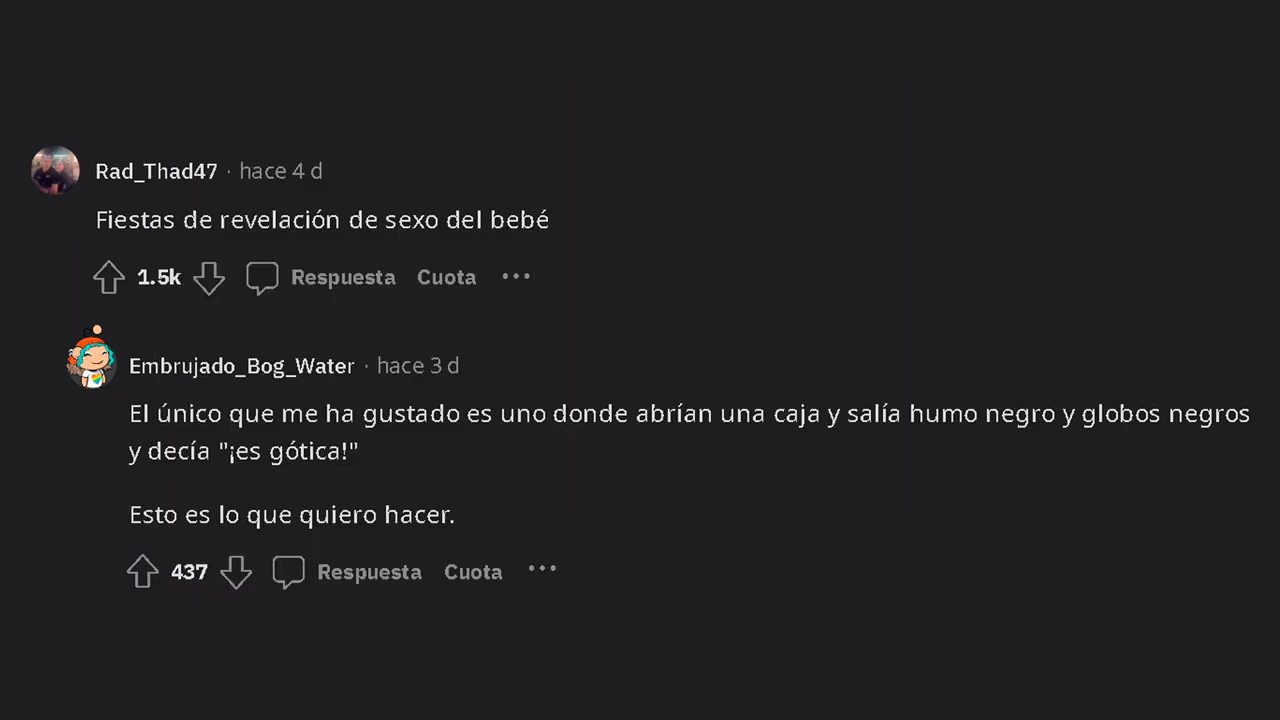 Rad_Thad47 · hace 4 d
Fiestas de revelación de sexo del bebé
1.5k Respuesta Cuota ···
Embrujado_Bog_Water · hace 3 d
El único que me ha gustado es uno donde abrían una caja y salía humo negro y globos negros
y decía "¡es gótica!"
Esto es lo que quiero hacer.
437 Respuesta Cuota ···